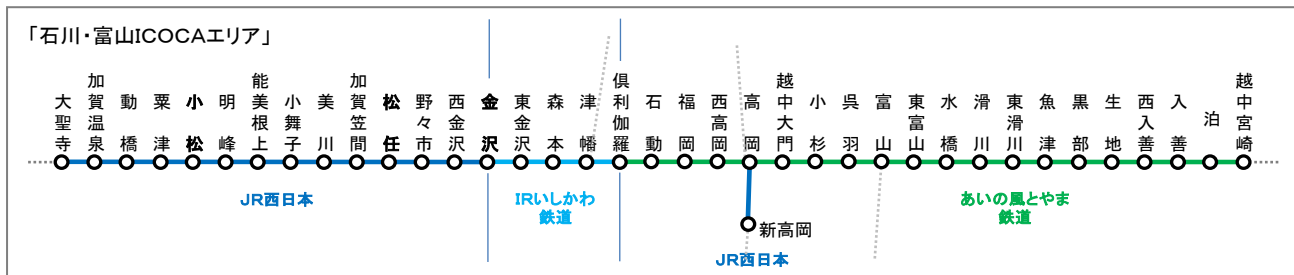 「石川・富山ICOCAエリア」
大聖寺
加賀温泉
動橋
粟津
小松
明峰
能美根上
小舞子
美川
加賀笠間
松任
野々市
西金沢
金沢
東金沢
森本
津幡
倶利伽羅
石動
福岡
西高岡
高岡
越中大門
小杉
呉羽
富山
東富山
水橋
滑川
東滑川
魚津
黒部
生地
西入善
入善
泊
越中宮崎
JR西日本
IRいしかわ
鉄道
あいの風とやま
鉄道
新高岡
JR西日本